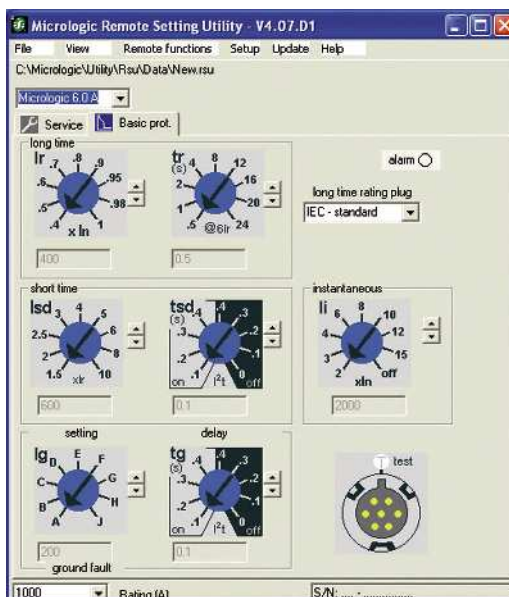 Micrologic Remote Setting Utility - V4.07.D1
File View Remote functions Setup Update Help
C:\Micrologic\Utility\Rsu\Data\New.rsu
Micrologic 6.0 A
Service Basic prot.
long time
Ir .4 .5 .6 .7 .8 .9 .95 .98 1 x In
400
tr (s) .5 1 2 4 8 12 16 20 24 @6Ir
0.5
alarm
long time rating plug
IEC - standard
short time
Isd 1.5 2 2.5 3 4 5 6 8 10 xIr
600
tsd (s) .1 .2 .3 .4 .4 .3 .2 .1 0 on I²t off
0.1
instantaneous
Ii 2 3 4 6 8 10 12 15 off xIn
2000
setting delay
Ig A B C D E F G H J
200
tg (s) .1 .2 .3 .4 .4 .3 .2 .1 0 on I²t off
0.1
ground fault
T test
1000 Rating (A) S/N: